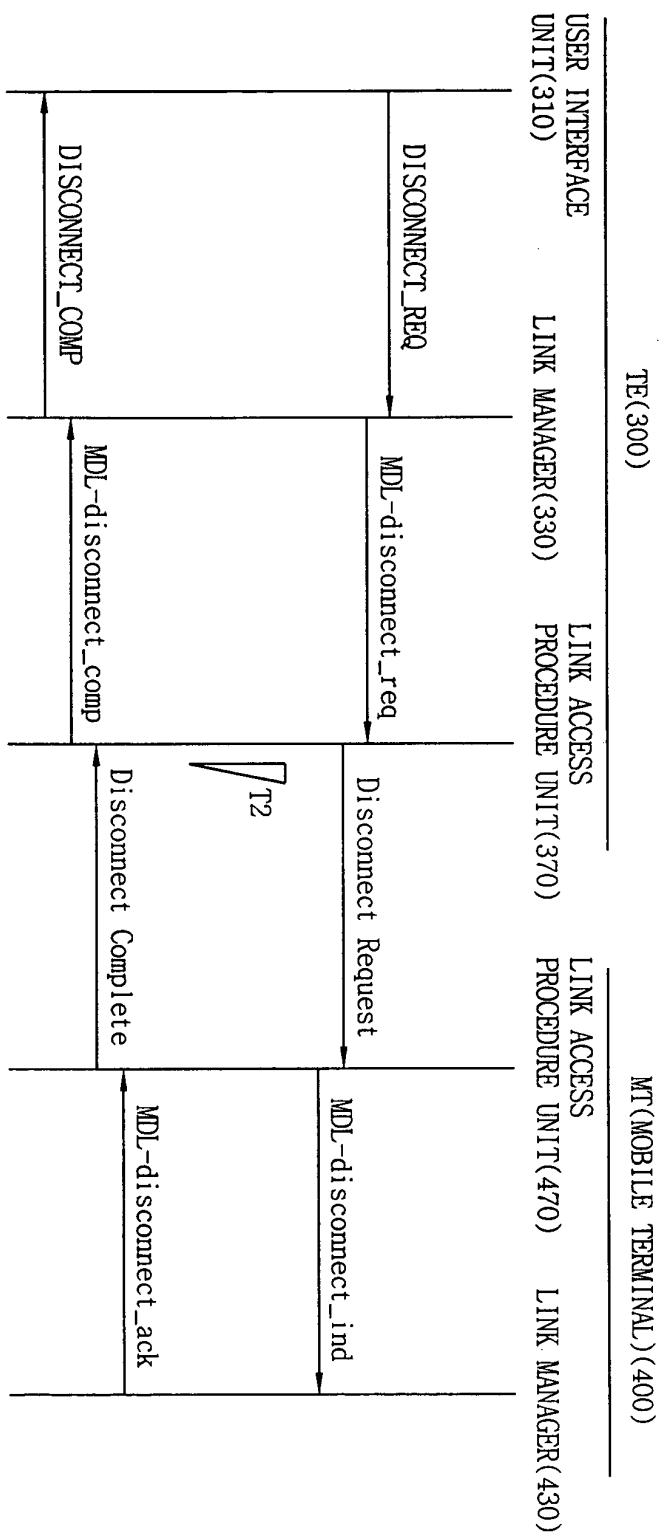 TE(300)
MT(MOBILE TERMINAL)(400)
USER INTERFACE
UNIT(310)
LINK MANAGER(330)
LINK ACCESS
PROCEDURE UNIT(370)
LINK ACCESS
PROCEDURE UNIT(470)
LINK MANAGER(430)
DISCONNECT_REQ
MDL-disconnect_req
Disconnect Request
MDL-disconnect_ind
T2
MDL-disconnect_ack
Disconnect Complete
MDL-disconnect_comp
DISCONNECT_COMP